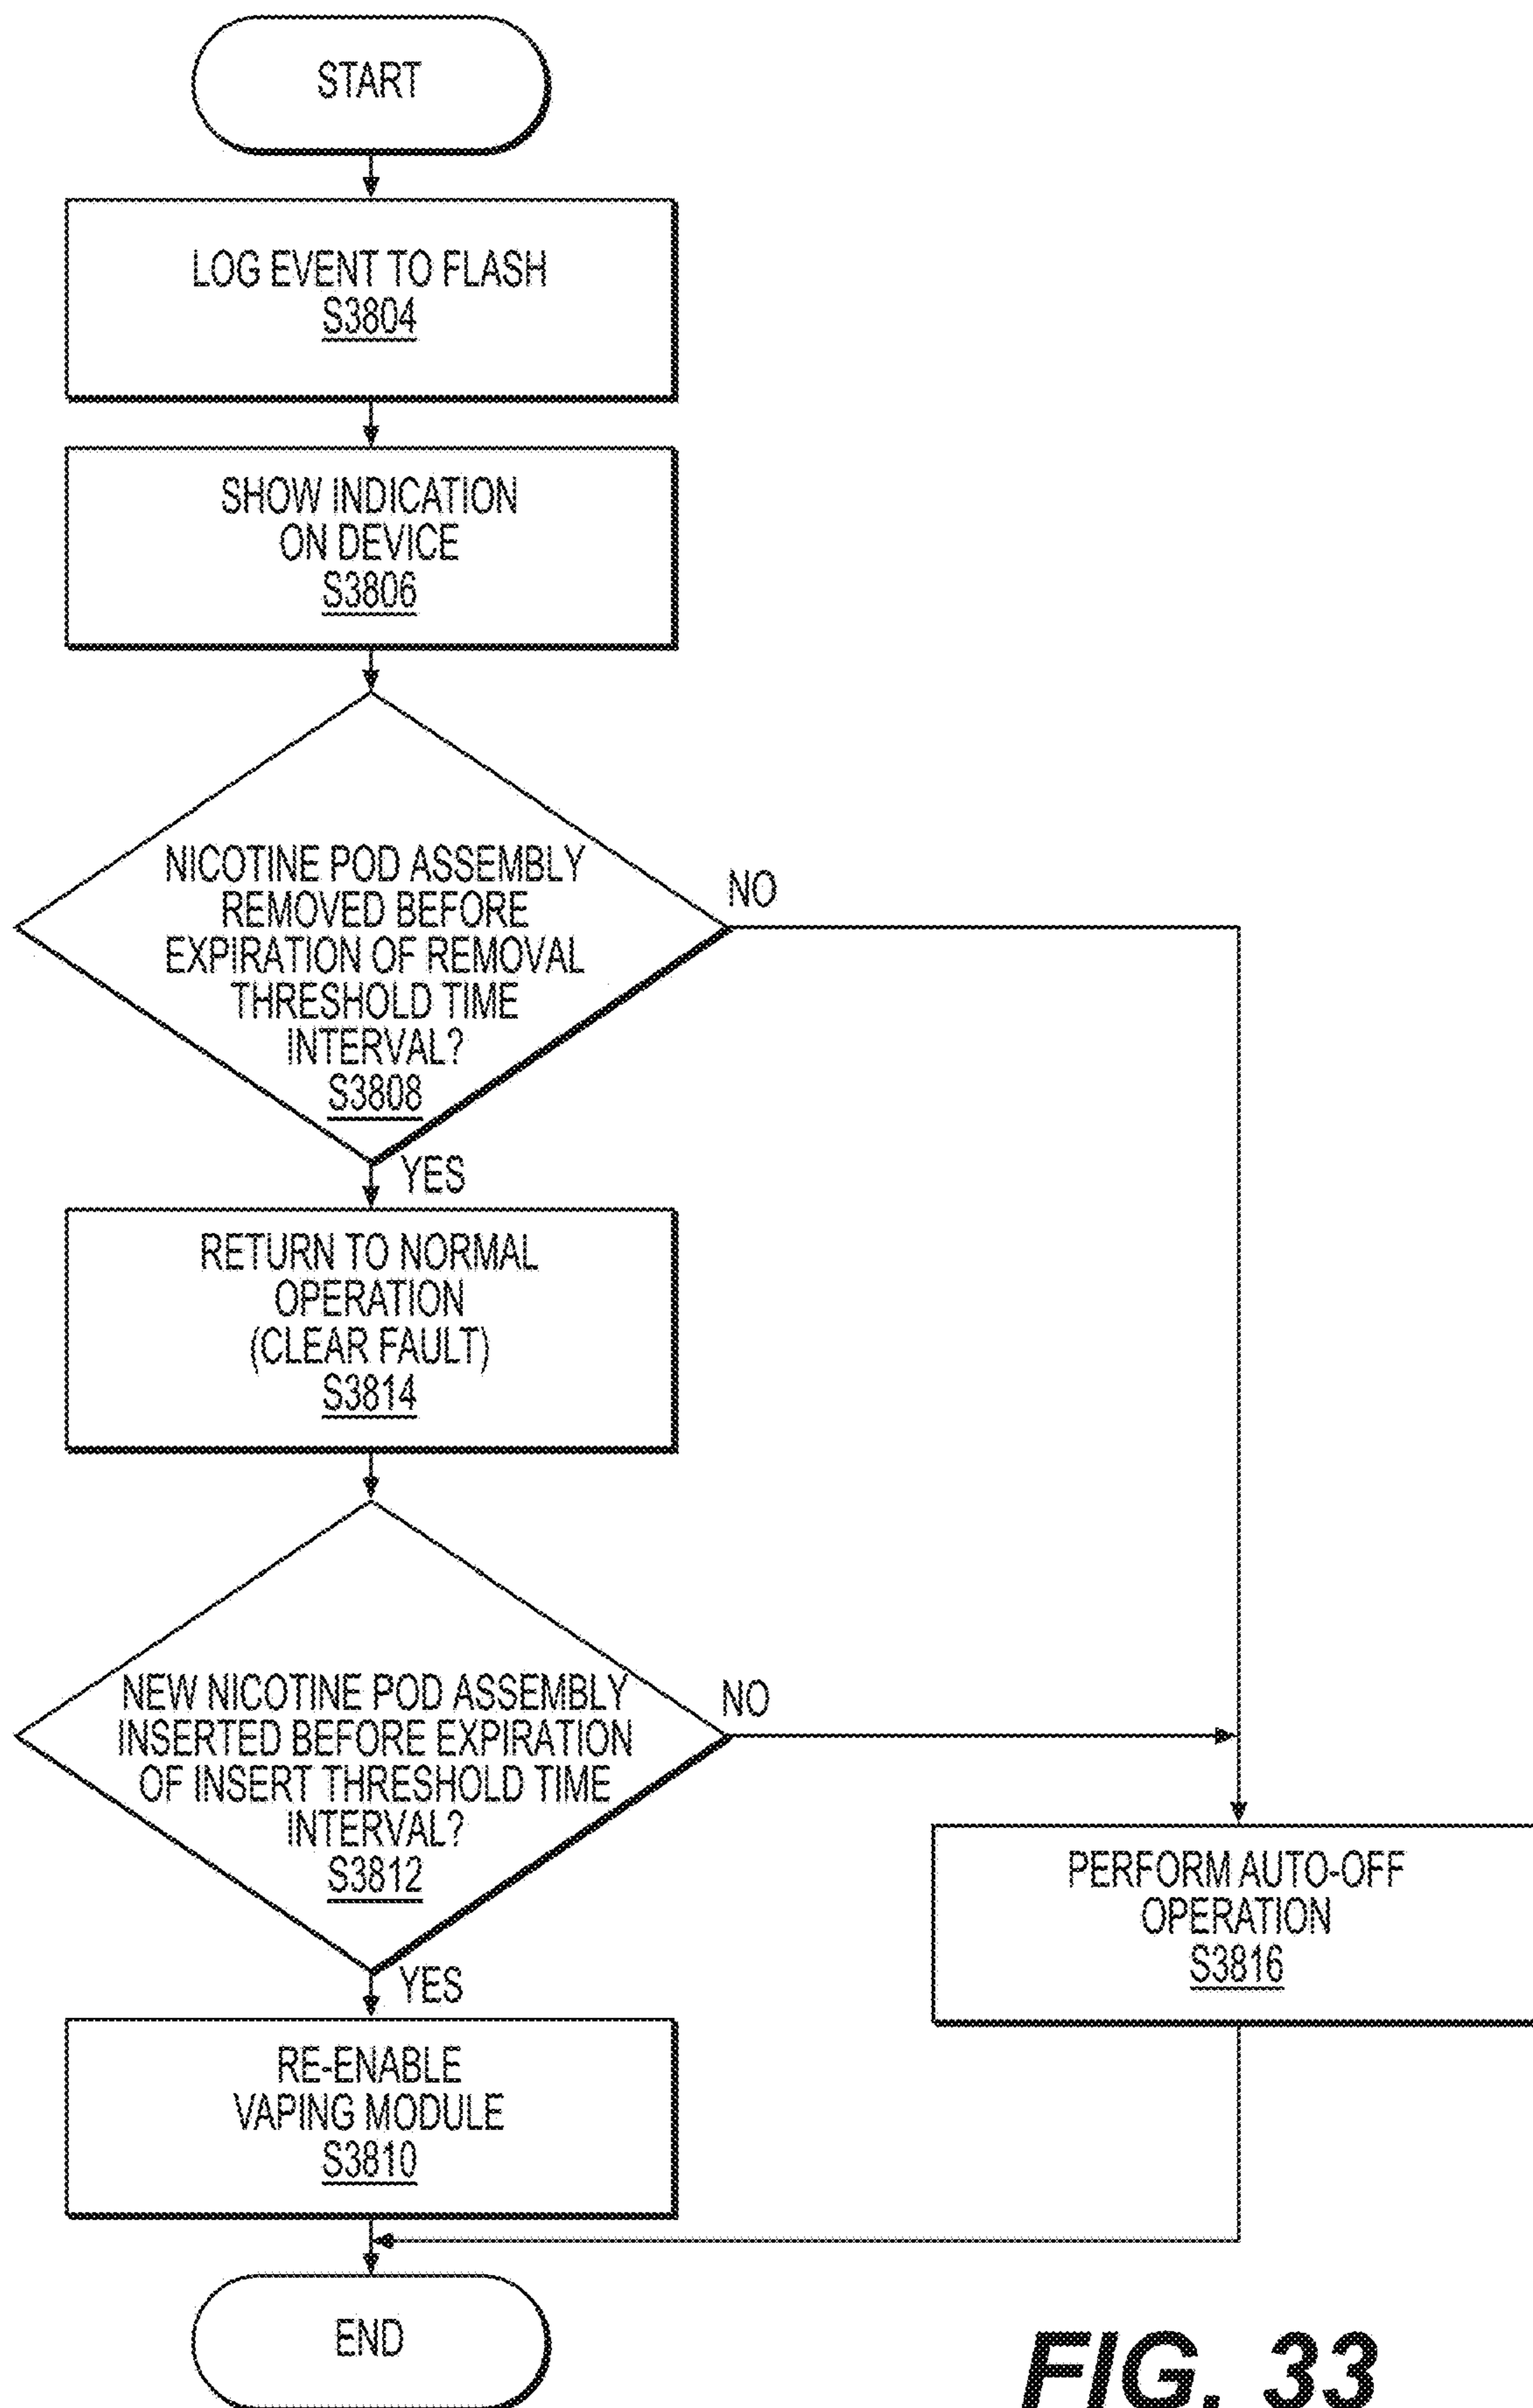 START
LOG EVENT TO FLASH
S3804
SHOW INDICATION
ON DEVICE
S3806
NICOTINE POD ASSEMBLY
REMOVED BEFORE
EXPIRATION OF REMOVAL
THRESHOLD TIME
INTERVAL?
S3808
NO
YES
RETURN TO NORMAL
OPERATION
(CLEAR FAULT)
S3814
NEW NICOTINE POD ASSEMBLY
INSERTED BEFORE EXPIRATION
OF INSERT THRESHOLD TIME
INTERVAL?
S3812
NO
YES
PERFORM AUTO-OFF
OPERATION
S3816
RE-ENABLE
VAPING MODULE
S3810
END
FIG. 33